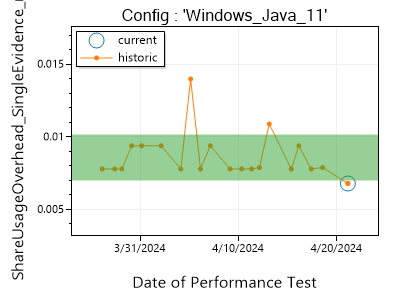 Config : 'Windows_Java_11'
current
historic
0.015
0.01
0.005
ShareUsageOverhead_SingleEvidence_
3/31/2024
4/10/2024
4/20/2024
Date of Performance Test